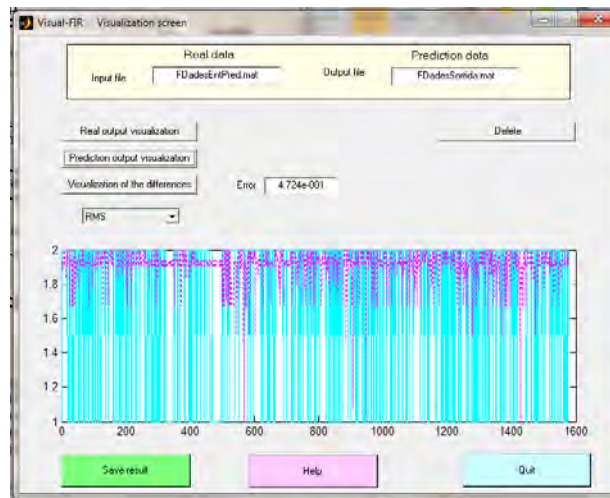 Visual-FIR : Visualization screen
Real data
Prediction data
Input file
FDadesEntPred.mat
Output file
FDadesSortida.mat
Real output visualization
Delete
Prediction output visualization
Visualization of the differences
Error
4.724e-001
RMS
2
1.8
1.6
1.4
1.2
1
0 200 400 600 800 1000 1200 1400 1600
Save result
Help
Quit